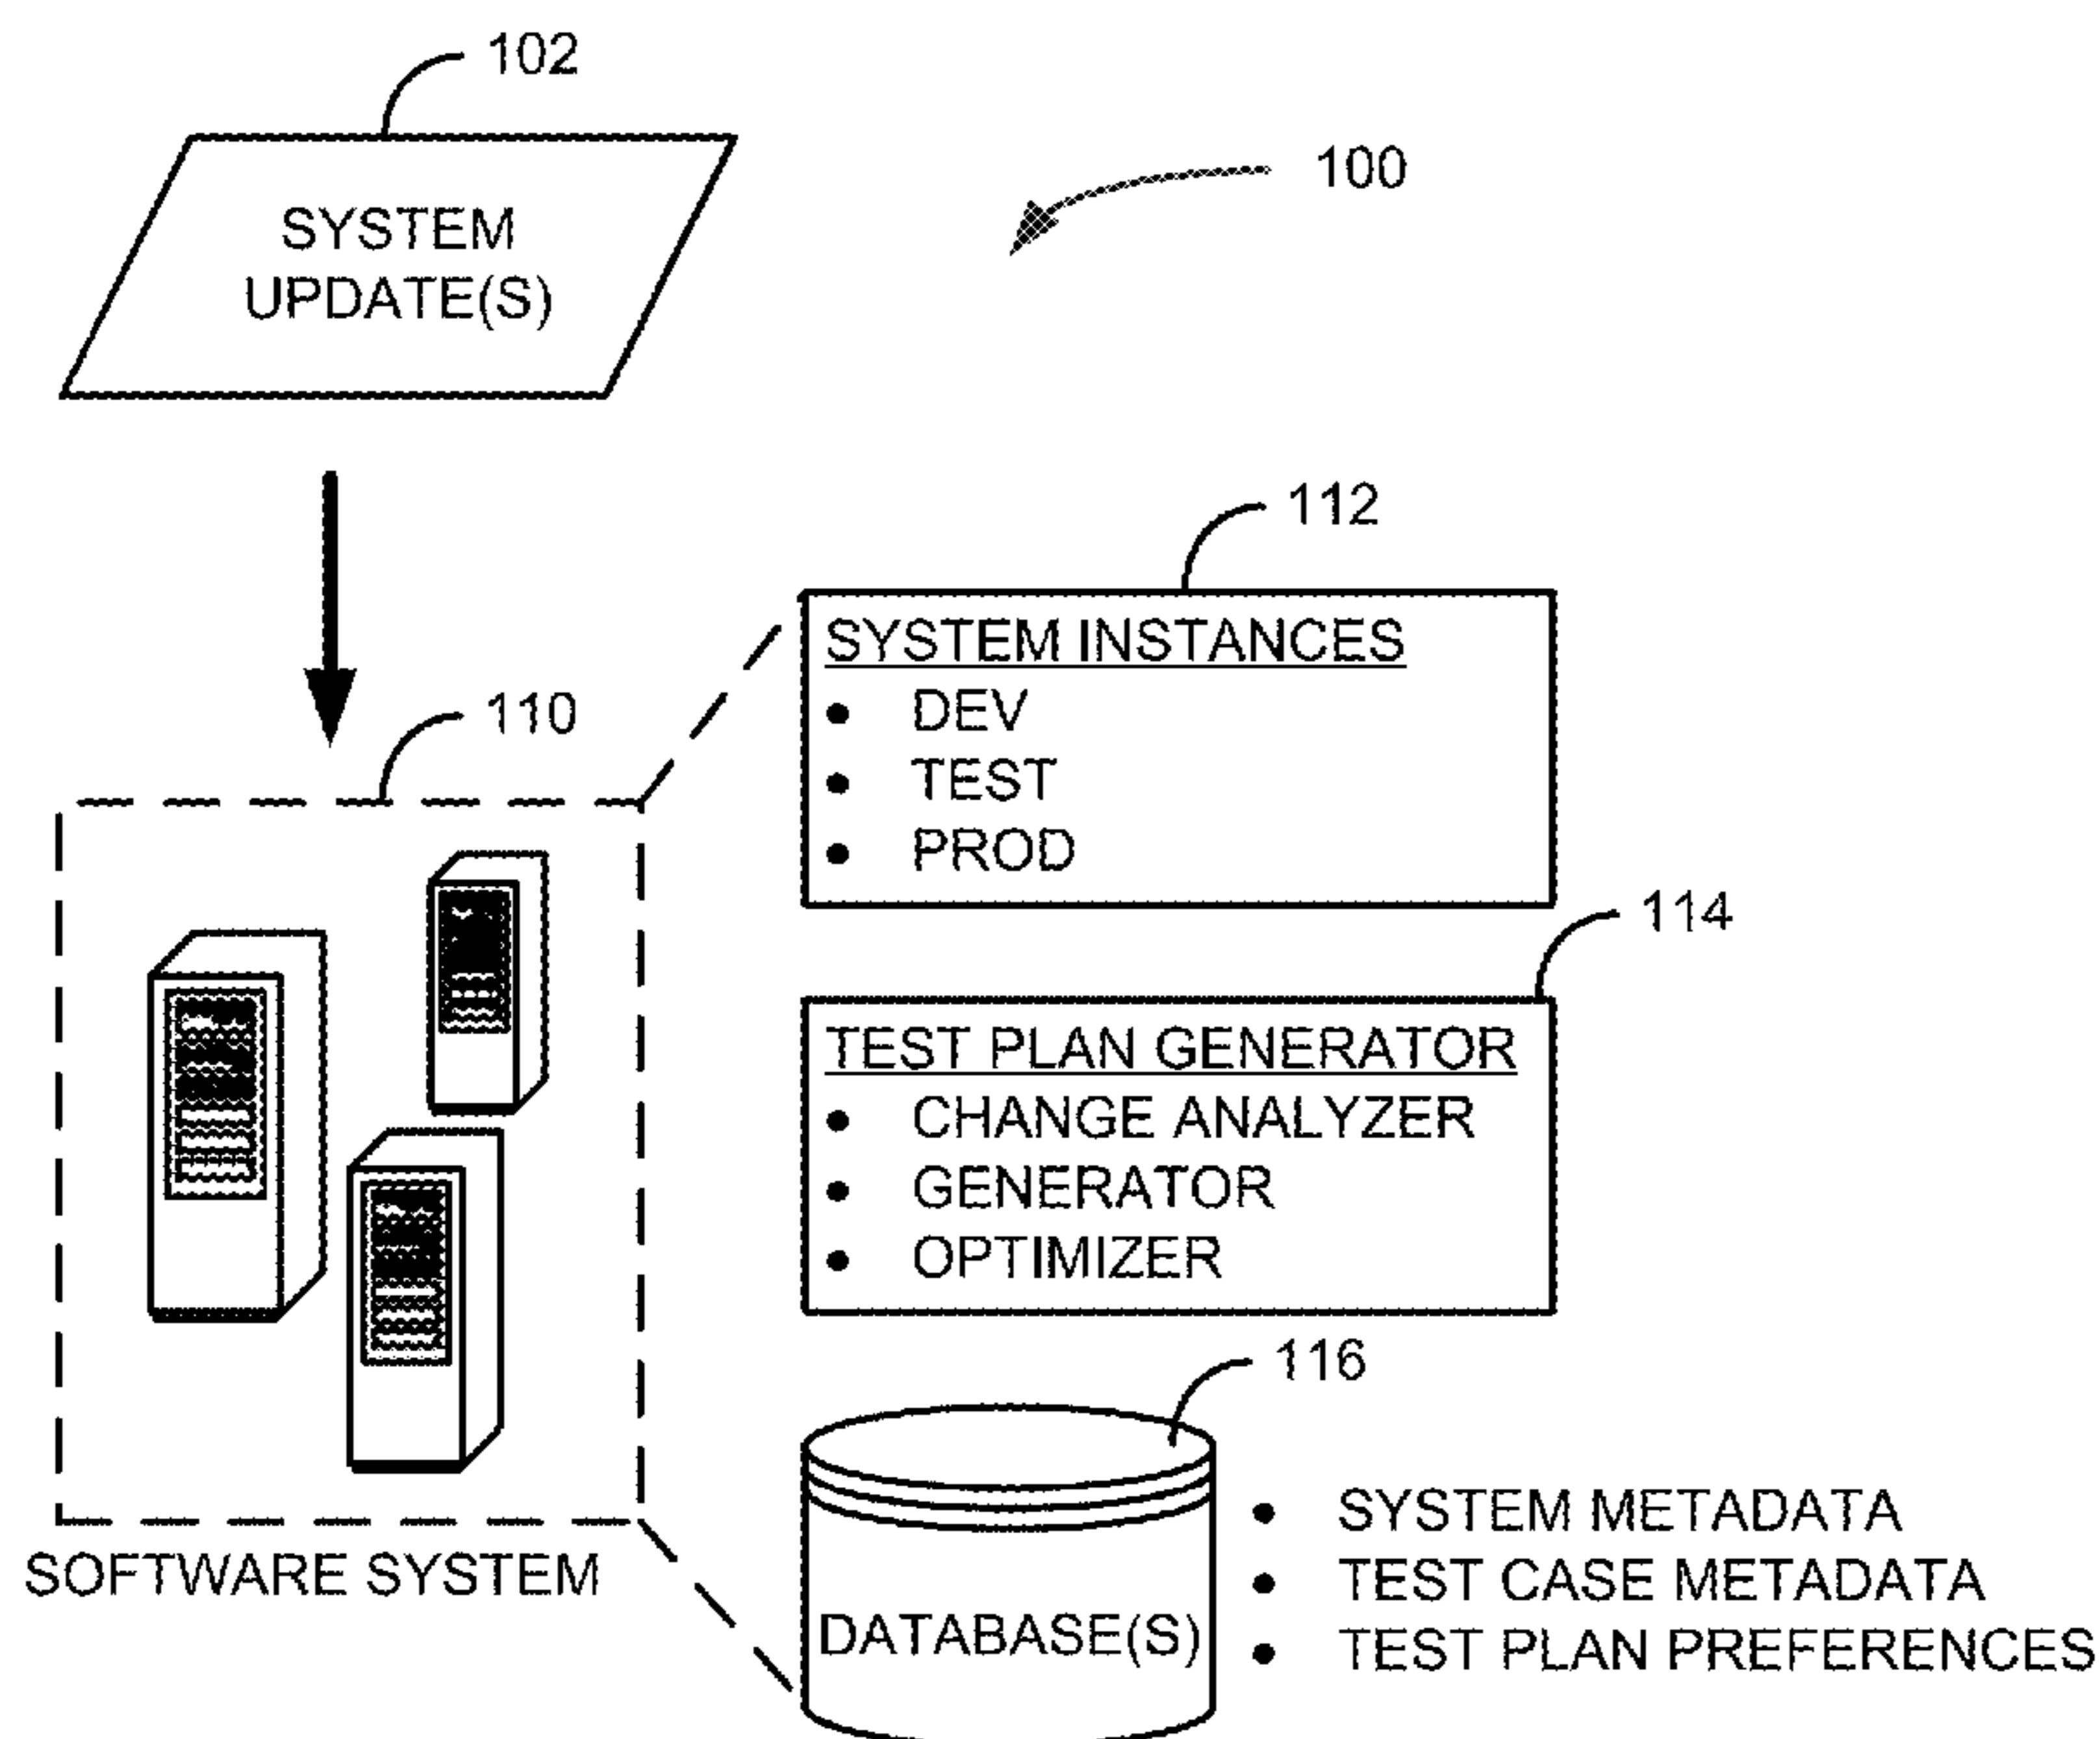 102
SYSTEM
UPDATE(S)
100
112
SYSTEM INSTANCES
• DEV
• TEST
• PROD
110
114
TEST PLAN GENERATOR
• CHANGE ANALYZER
• GENERATOR
• OPTIMIZER
116
SOFTWARE SYSTEM
DATABASE(S)
• SYSTEM METADATA
• TEST CASE METADATA
• TEST PLAN PREFERENCES